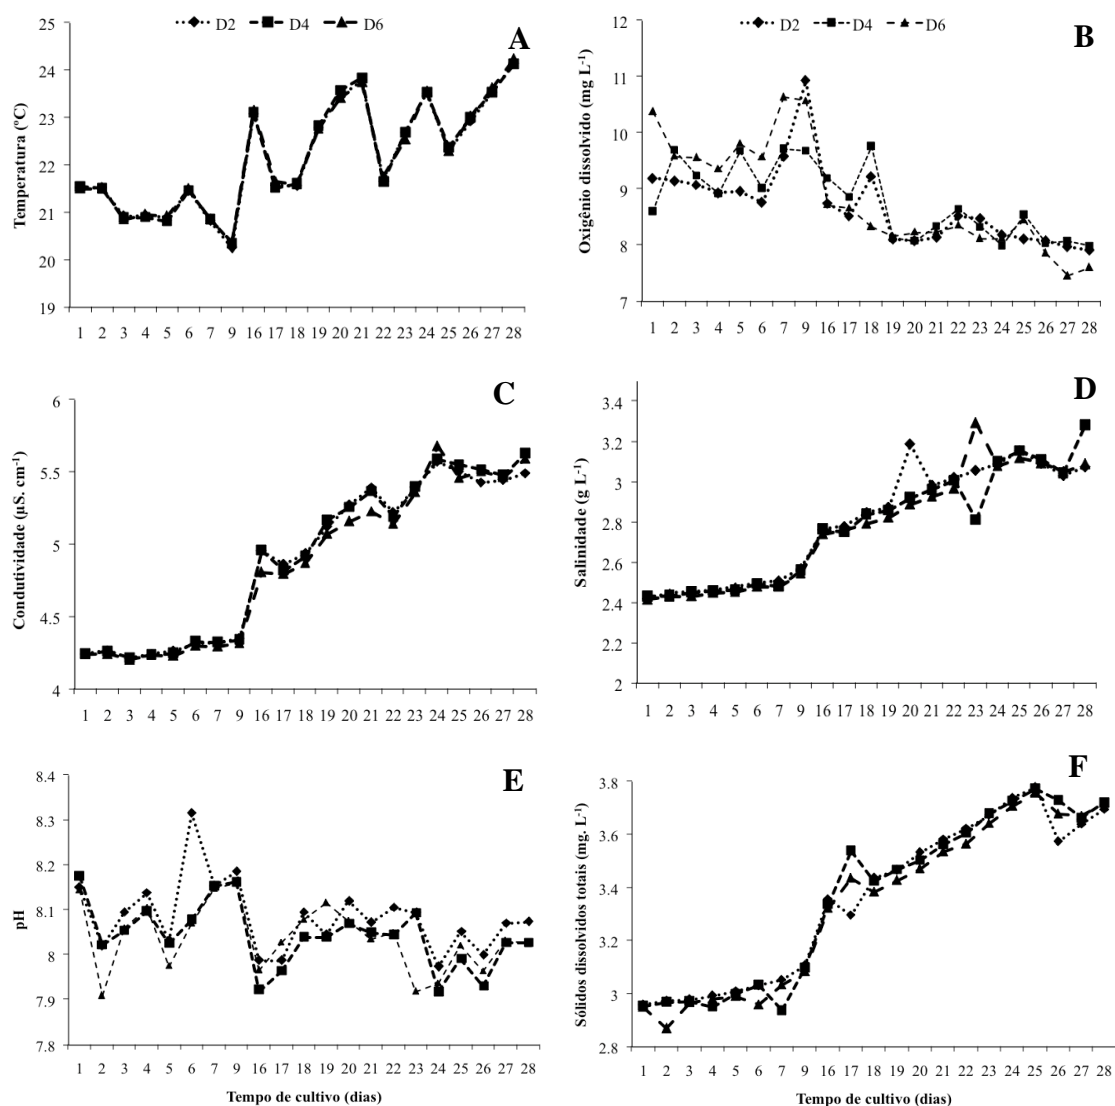 D2 D4 D6
A
Temperatura (ºC)
25
24
23
22
21
20
19
1 2 3 4 5 6 7 9 16 17 18 19 20 21 22 23 24 25 26 27 28
D2 D4 D6
B
Oxigênio dissolvido (mg L-1)
12
11
10
9
8
7
1 2 3 4 5 6 7 9 16 17 18 19 20 21 22 23 24 25 26 27 28
C
Condutividade (µS. cm-1)
6
5.5
5
4.5
4
1 2 3 4 5 6 7 9 16 17 18 19 20 21 22 23 24 25 26 27 28
D
Salinidade (g L-1)
3.4
3.2
3
2.8
2.6
2.4
2.2
2
1 2 3 4 5 6 7 9 16 17 18 19 20 21 22 23 24 25 26 27 28
E
pH
8.4
8.3
8.2
8.1
8
7.9
7.8
1 2 3 4 5 6 7 9 16 17 18 19 20 21 22 23 24 25 26 27 28
Tempo de cultivo (dias)
F
Sólidos dissolvidos totais (mg. L-1)
3.8
3.6
3.4
3.2
3
2.8
1 2 3 4 5 6 7 9 16 17 18 19 20 21 22 23 24 25 26 27 28
Tempo de cultivo (dias)